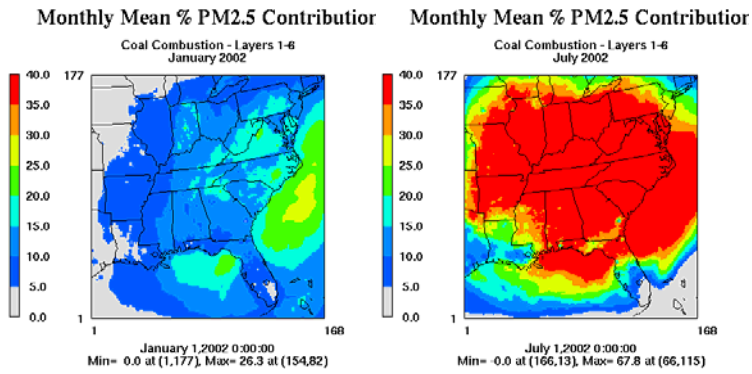 Monthly Mean % PM2.5 Contribution
Coal Combustion - Layers 1-6
January 2002
40.0
35.0
30.0
25.0
20.0
15.0
10.0
5.0
0.0
177
1
1
168
January 1,2002 0:00:00
Min= 0.0 at (1,177), Max= 26.3 at (154,82)
Monthly Mean % PM2.5 Contribution
Coal Combustion - Layers 1-6
July 2002
40.0
35.0
30.0
25.0
20.0
15.0
10.0
5.0
0.0
177
1
1
168
July 1,2002 0:00:00
Min= -0.0 at (166,13), Max= 67.8 at (66,115)